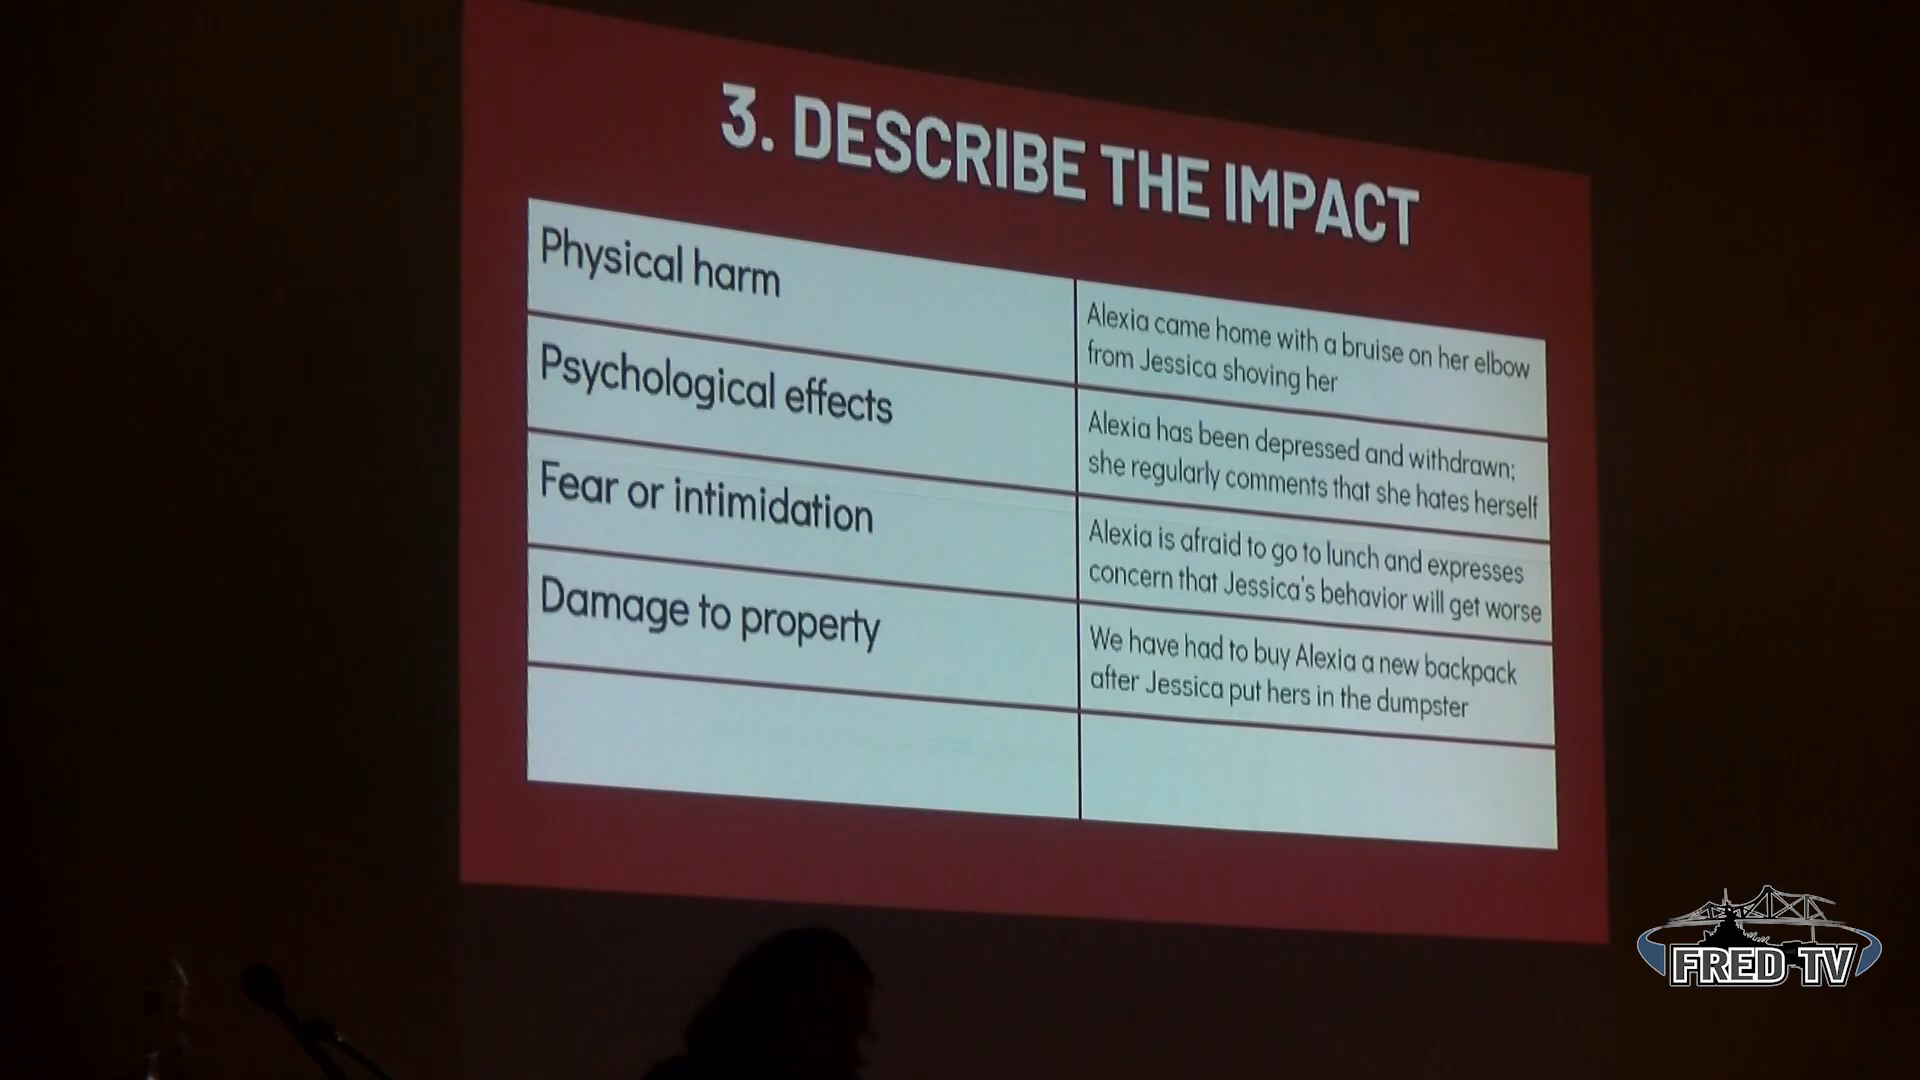 3. DESCRIBE THE IMPACT
Physical harm
Alexia came home with a bruise on her elbow
from Jessica shoving her
Psychological effects
Alexia has been depressed and withdrawn;
she regularly comments that she hates herself
Fear or intimidation
Alexia is afraid to go to lunch and expresses
concern that Jessica's behavior will get worse
Damage to property
We have had to buy Alexia a new backpack
after Jessica put hers in the dumpster
FRED TV